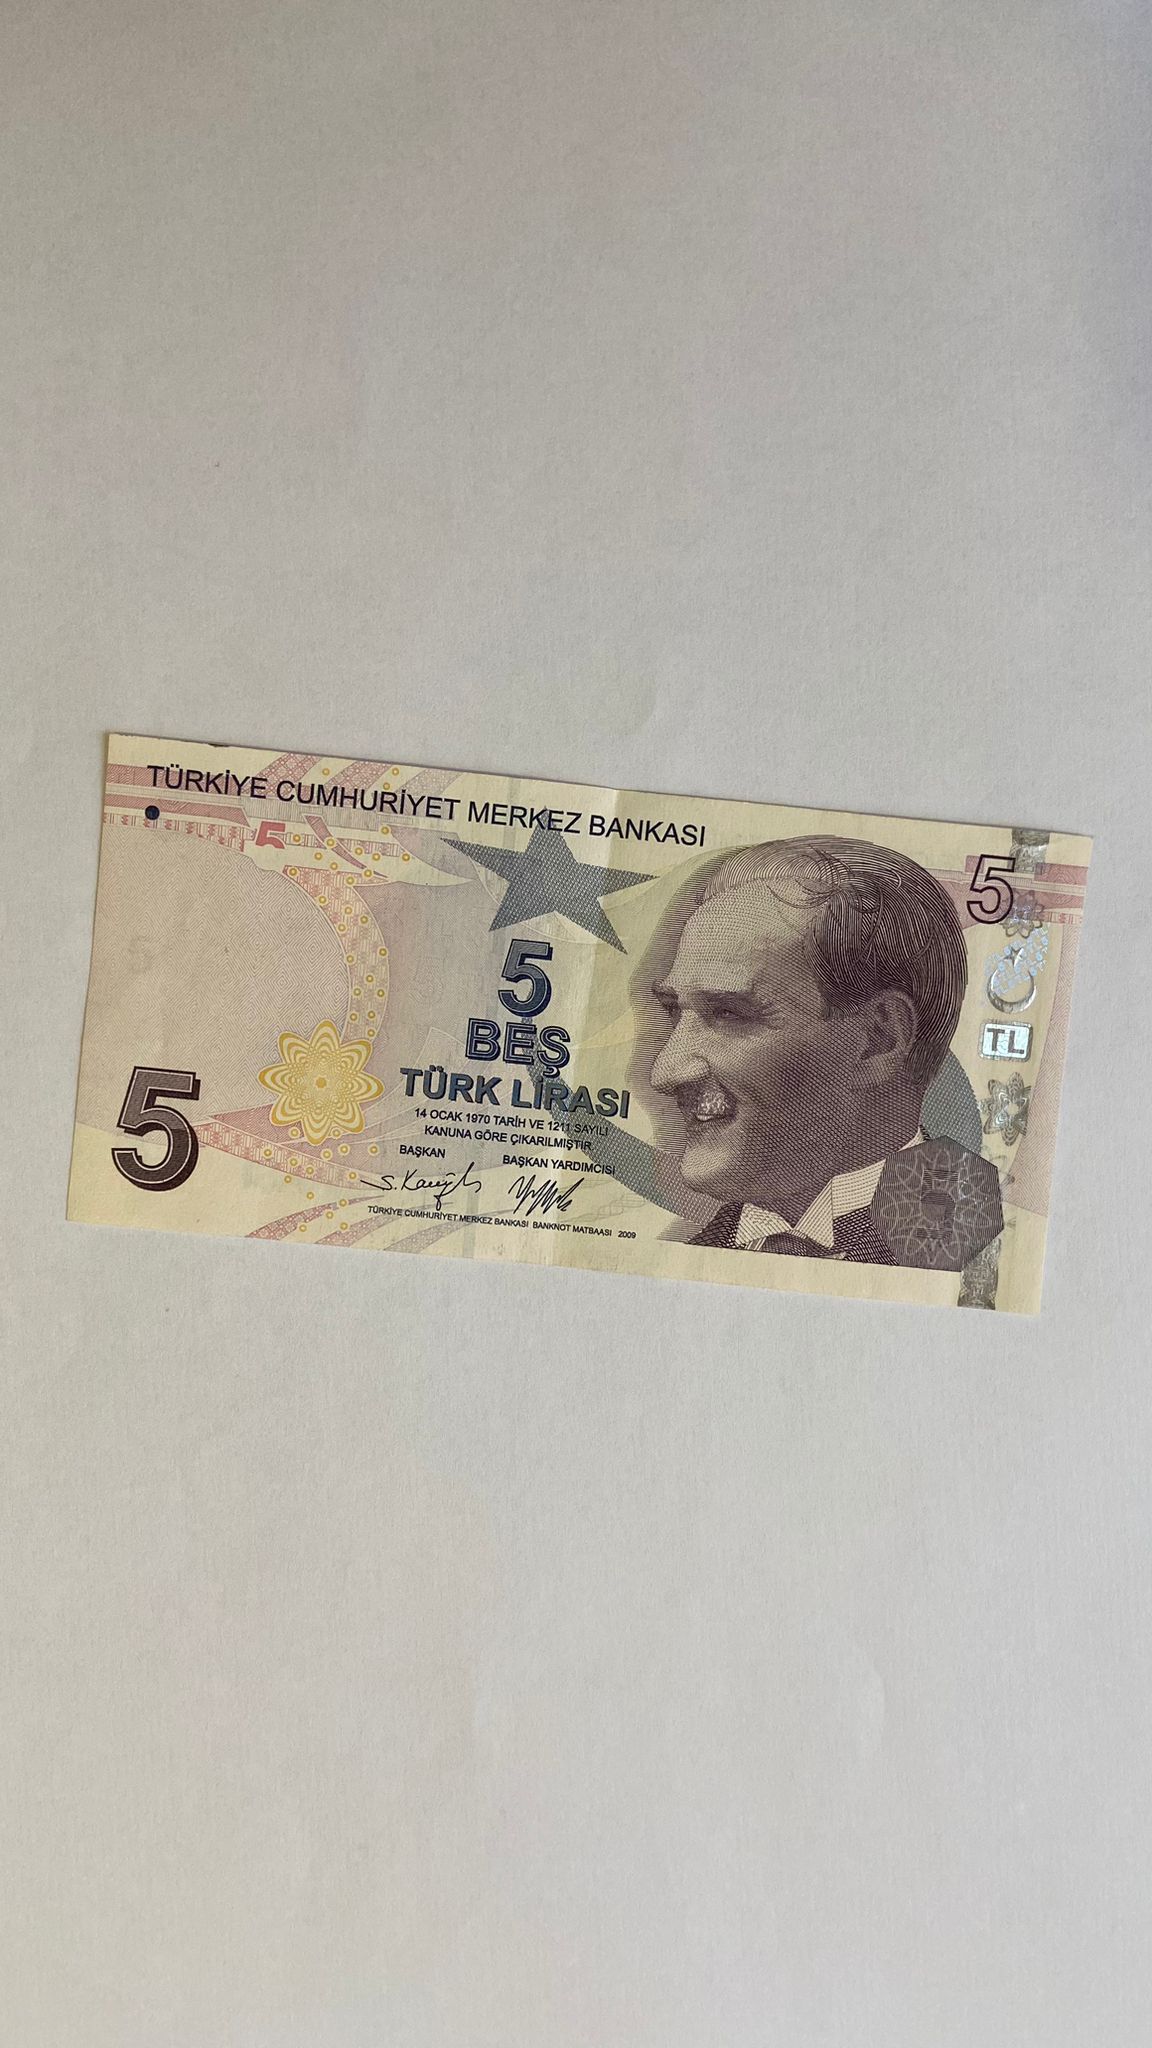 TÜRKİYE CUMHURİYET MERKEZ BANKASI
5
5
5
BEŞ
TÜRK LİRASI
14 OCAK 1970 TARİH VE 1211 SAYILI
KANUNA GÖRE ÇIKARILMIŞTIR
BAŞKAN BAŞKAN YARDIMCISI
TÜRKİYE CUMHURİYET MERKEZ BANKASI BANKNOT MATBAASI 2009
5
TL